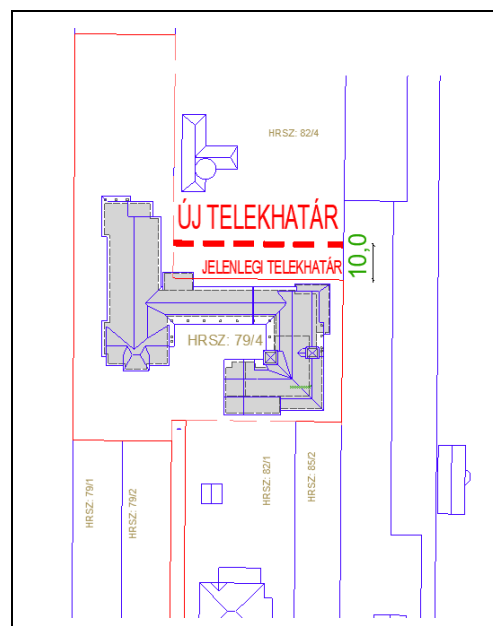 HRSZ: 82/4
ÚJ TELEKHATÁR
JELENLEGI TELEKHATÁR
10,0
HRSZ: 79/4
HRSZ: 79/1
HRSZ: 79/2
HRSZ: 82/1
HRSZ: 85/2